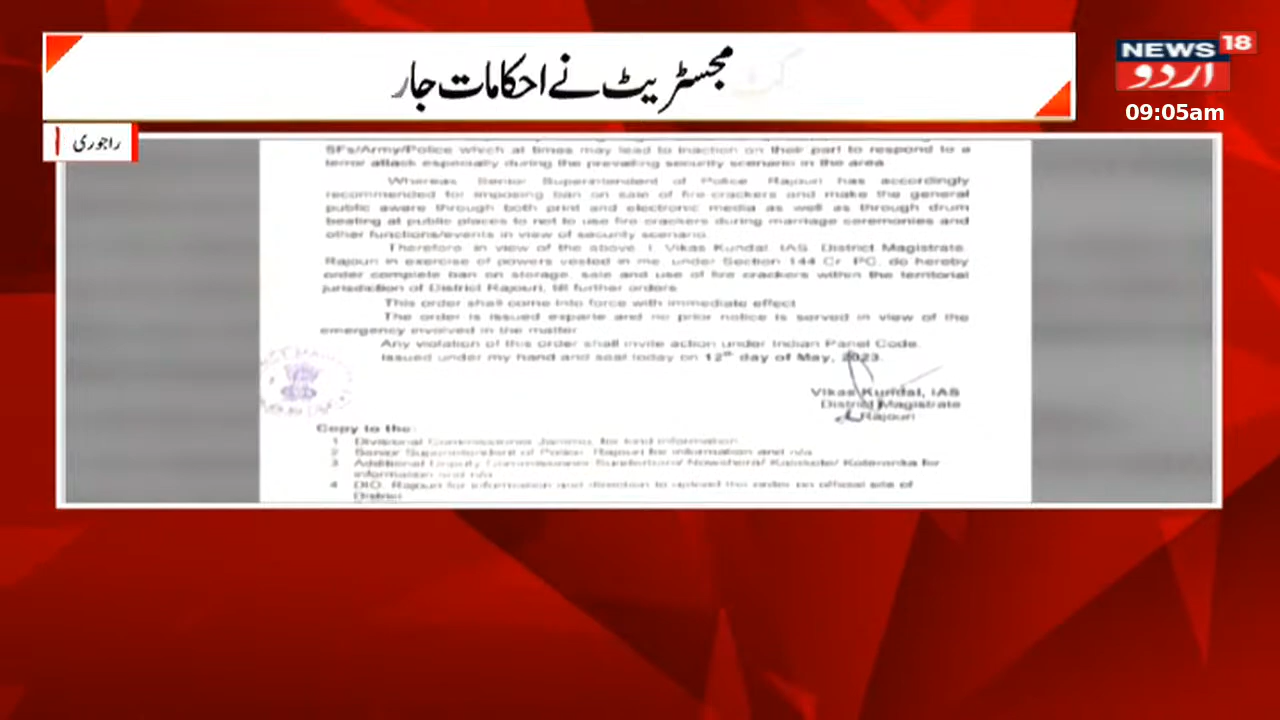 مجسٹریٹ نے احکامات جار
NEWS 18
اردو
09:05am
راجوری
SFs/Army/Police which at times may lead to inaction on their part to respond to a
terror attack especially during the prevailing security scenario in the area
Whereas Senior Superintendent of Police Rajouri has accordingly
recommended for imposing ban on sale of fire crackers and make the general
public aware through both print and electronic media as well as through drum
beating at public places to not to use fire crackers during marriage ceremonies and
other functions/events in view of security scenario.
Therefore in view of the above I, Vikas Kundal, IAS, District Magistrate,
Rajouri in exercise of powers vested in me, under Section 144 Cr. PC, do hereby
order complete ban on storage, sale and use of fire crackers within the territorial
jurisdiction of District Rajouri, till further orders.
This order shall come into force with immediate effect
The order is issued exparte and no prior notice is served in view of the
emergency involved in the matter
Any violation of this order shall invite action under Indian Panel Code.
Issued under my hand and seal today on 12th day of May, 2023.
Vikas Kundal, IAS
District Magistrate
Rajouri
Copy to the:
1 Divisional Commissioner Jammu, for kind information.
2 Senior Superintendent of Police, Rajouri for information and n/a
3 Additional Deputy Commissioner Sunderbani/ Nowshera/ Kalakote/ Koteranka for
information and n/a
4 DIO, Rajouri for information and direction to upload this order on official site of
District